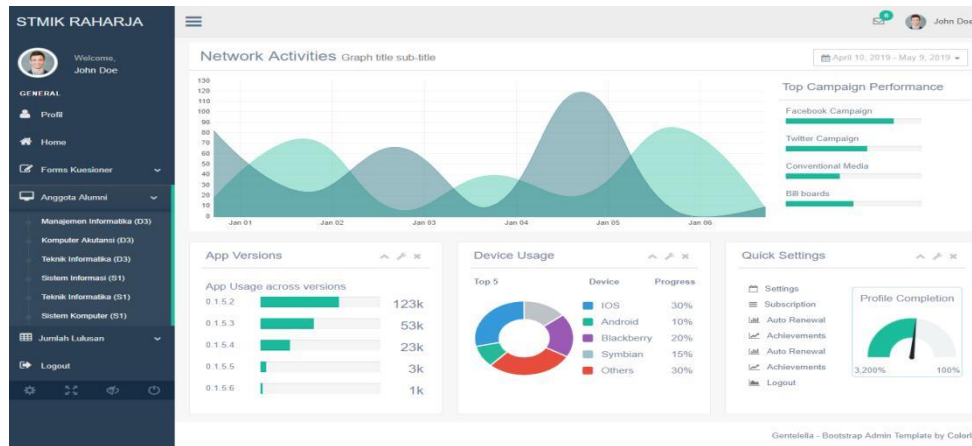 STMIK RAHARJA
6
John Doe
Welcome,
John Doe
GENERAL
Profil
Home
Forms Kuesioner
Anggota Alumni
Manajemen Informatika (D3)
Komputer Akutansi (D3)
Teknik Informatika (D3)
Sistem Informasi (S1)
Teknik Informatika (S1)
Sistem Komputer (S1)
Jumlah Lulusan
Logout
Network Activities Graph title sub-title
April 10, 2019 - May 9, 2019
130
120
110
100
90
80
70
60
50
40
30
20
10
0
Jan 01 Jan 02 Jan 03 Jan 04 Jan 05 Jan 06
Top Campaign Performance
Facebook Campaign
Twitter Campaign
Conventional Media
Bill boards
App Versions
App Usage across versions
0.1.5.2 123k
0.1.5.3 53k
0.1.5.4 23k
0.1.5.5 3k
0.1.5.6 1k
Device Usage
Top 5 Device Progress
IOS 30%
Android 10%
Blackberry 20%
Symbian 15%
Others 30%
Quick Settings
Settings
Subscription
Auto Renewal
Achievements
Auto Renewal
Achievements
Logout
Profile Completion
3,200% 100%
Gentelella - Bootstrap Admin Template by Colorl